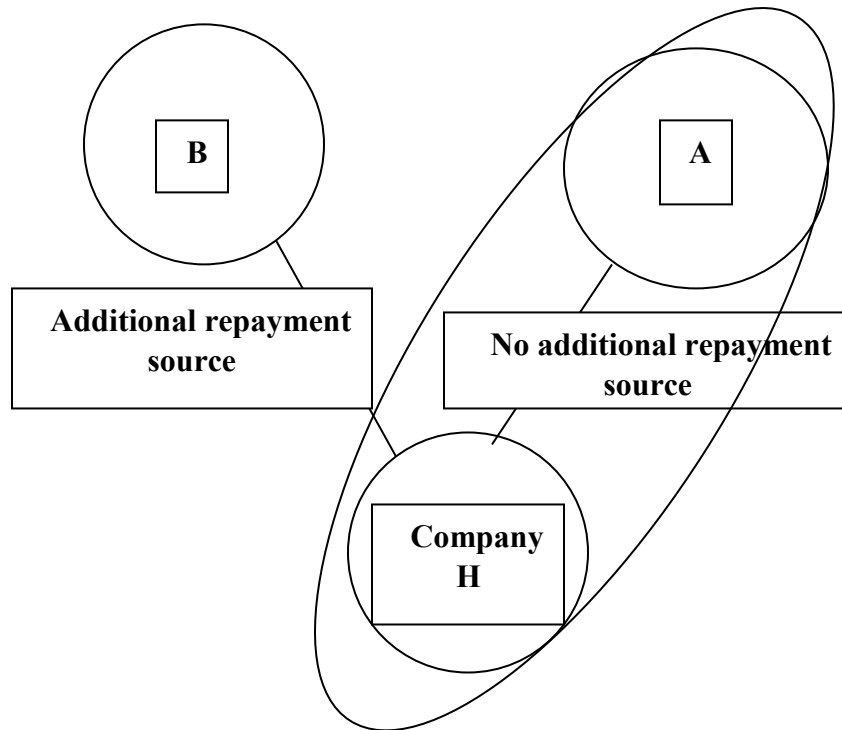 B
A
Additional repayment
source
No additional repayment
source
Company
H